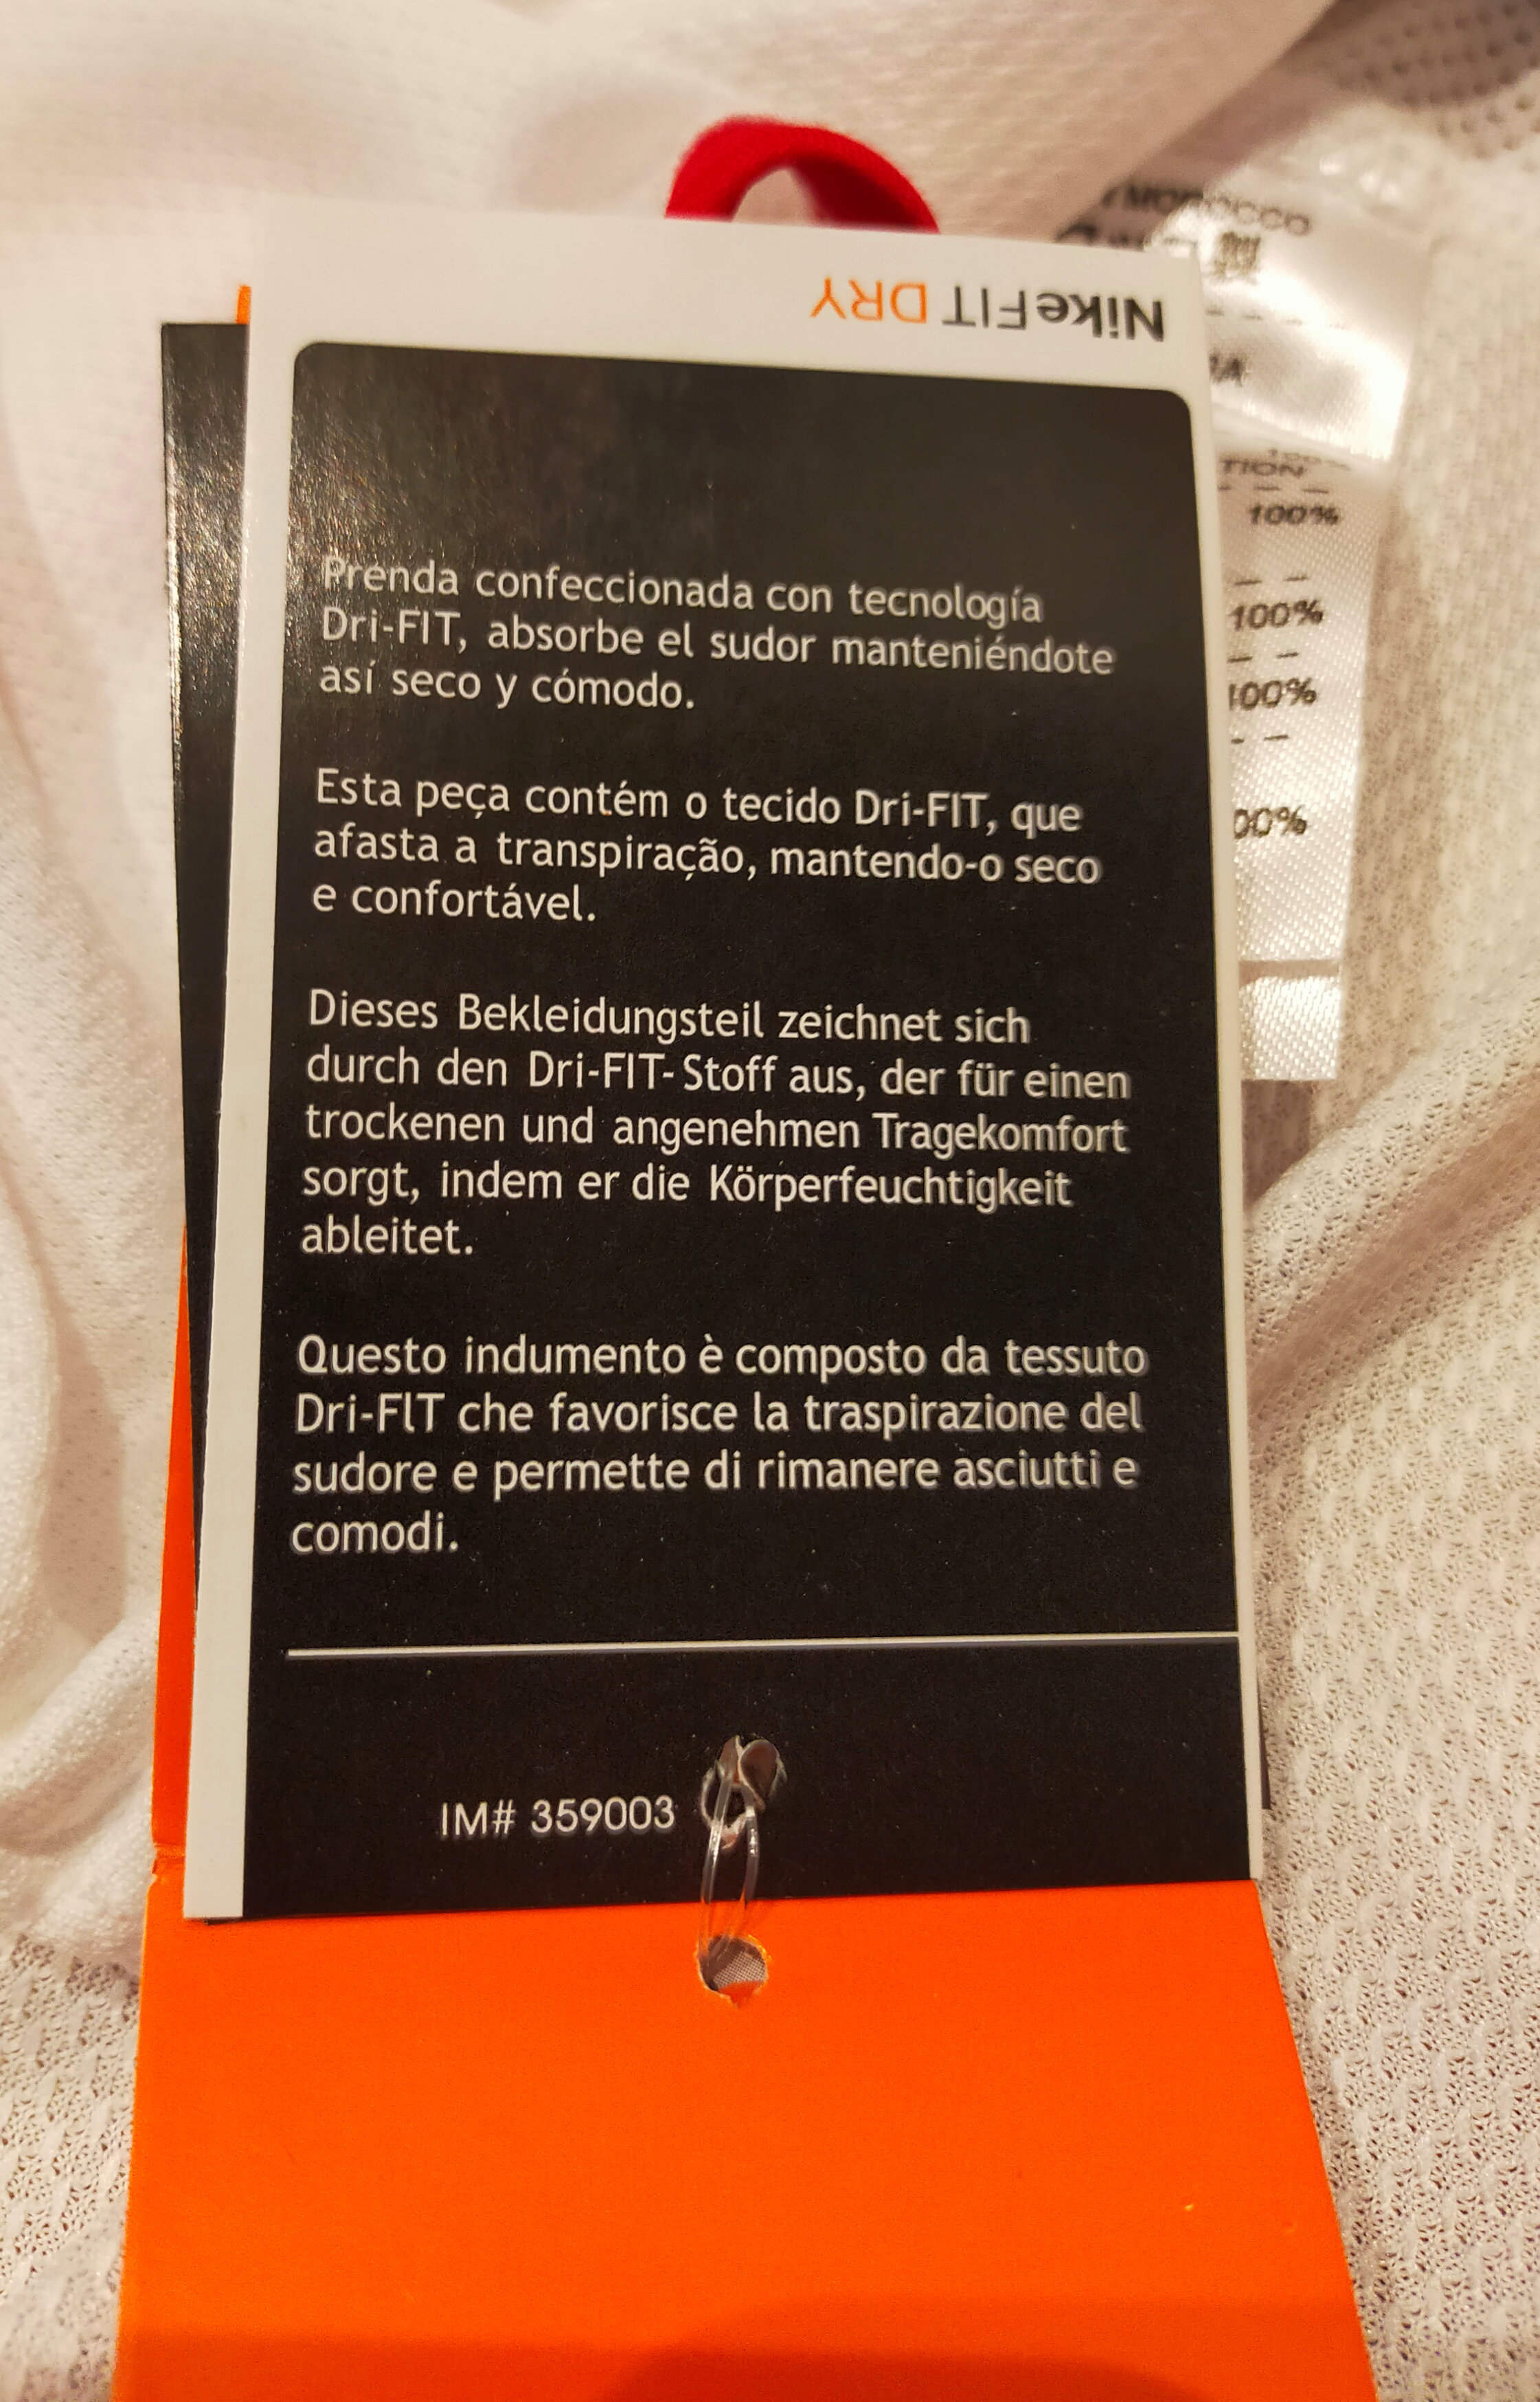 NikeFIT DRY
Prenda confeccionada con tecnología
Dri-FIT, absorbe el sudor manteniéndote
así seco y cómodo.
Esta peça contém o tecido Dri-FIT, que
afasta a transpiração, mantendo-o seco
e confortável.
Dieses Bekleidungsteil zeichnet sich
durch den Dri-FIT-Stoff aus, der für einen
trockenen und angenehmen Tragekomfort
sorgt, indem er die Körperfeuchtigkeit
ableitet.
Questo indumento è composto da tessuto
Dri-FIT che favorisce la traspirazione del
sudore e permette di rimanere asciutti e
comodi.
IM# 359003
MOROCCO
100%
100%
100%